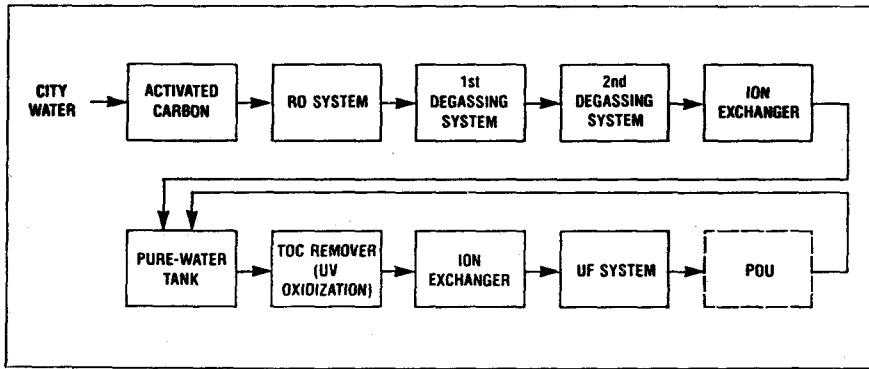 CITY
WATER
ACTIVATED
CARBON
RO SYSTEM
1st
DEGASSING
SYSTEM
2nd
DEGASSING
SYSTEM
ION
EXCHANGER
PURE-WATER
TANK
TOC REMOVER
(UV
OXIDIZATION)
ION
EXCHANGER
UF SYSTEM
POU